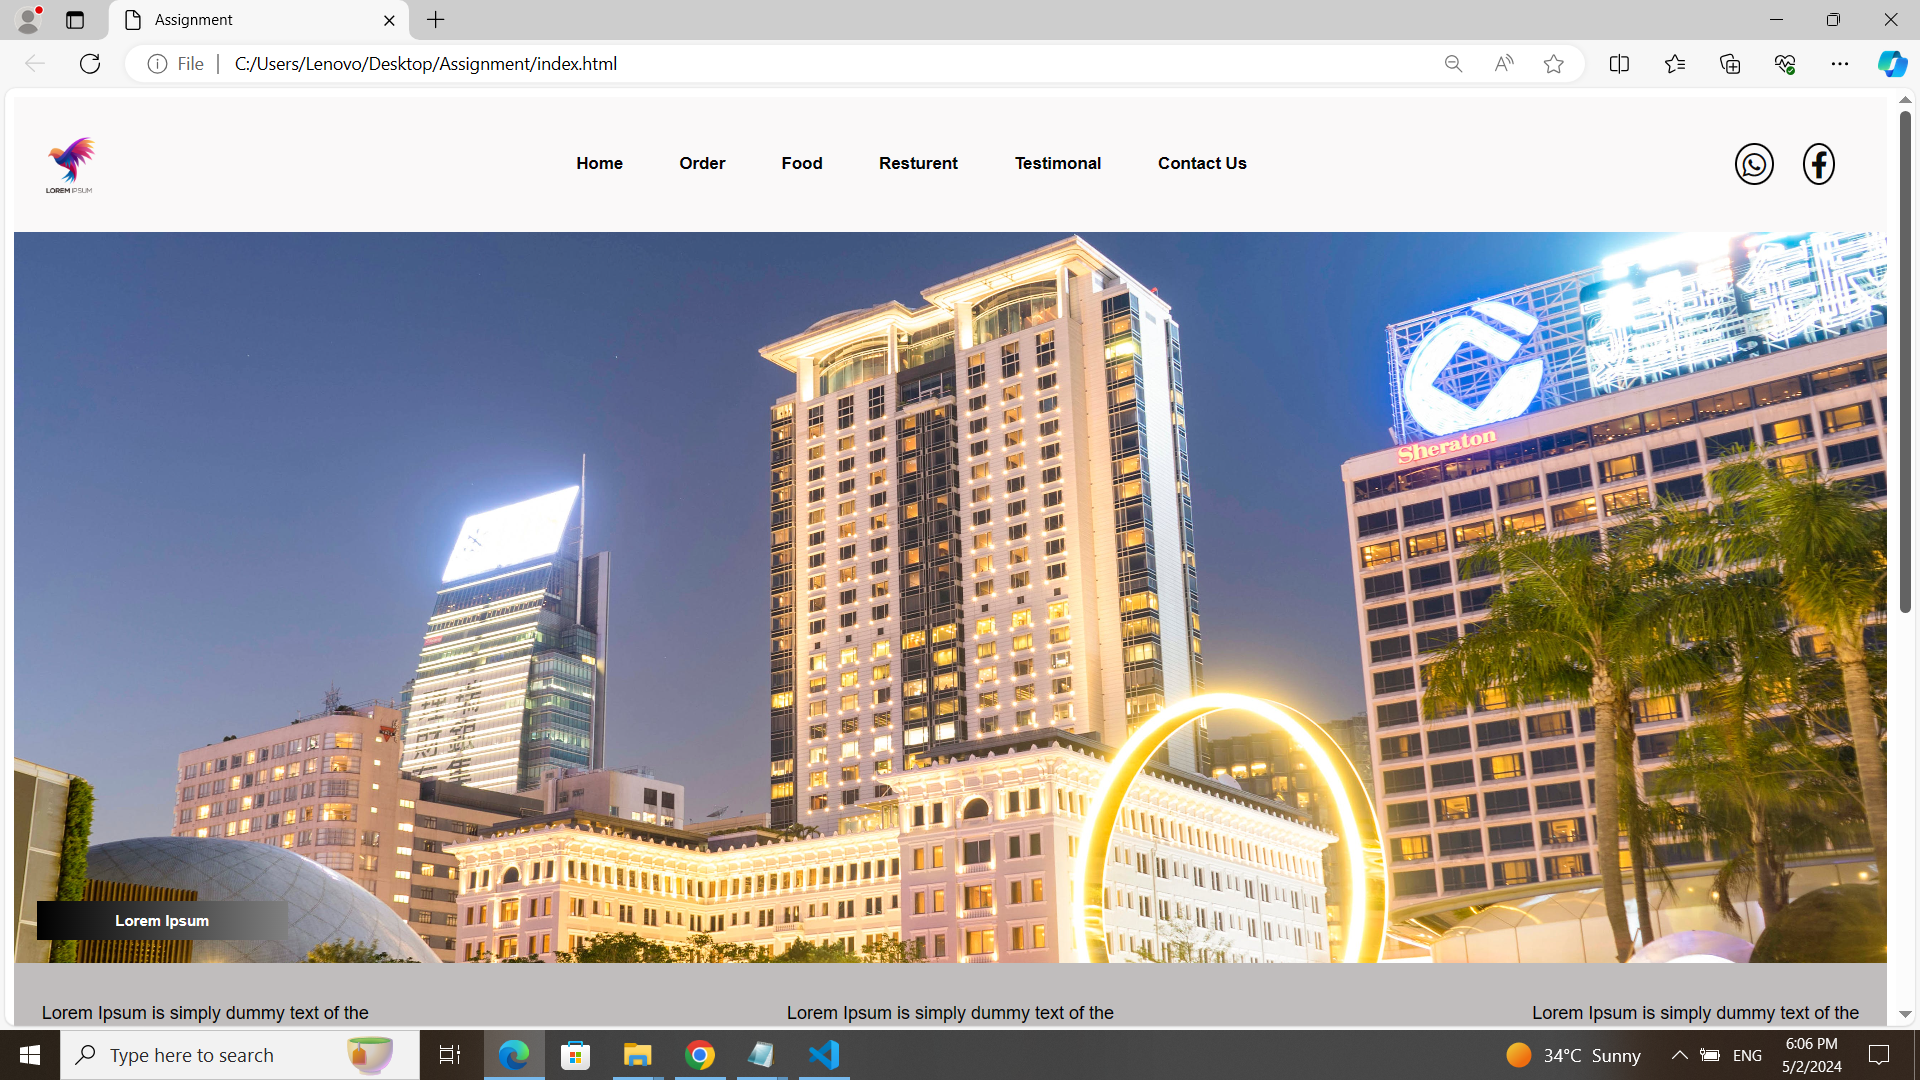 Assignment
File
C:/Users/Lenovo/Desktop/Assignment/index.html
LOREM IPSUM
Home
Order
Food
Resturent
Testimonal
Contact Us
Sheraton
Lorem Ipsum
Lorem Ipsum is simply dummy text of the
Lorem Ipsum is simply dummy text of the
Lorem Ipsum is simply dummy text of the
Type here to search
34°C Sunny
ENG
6:06 PM
5/2/2024